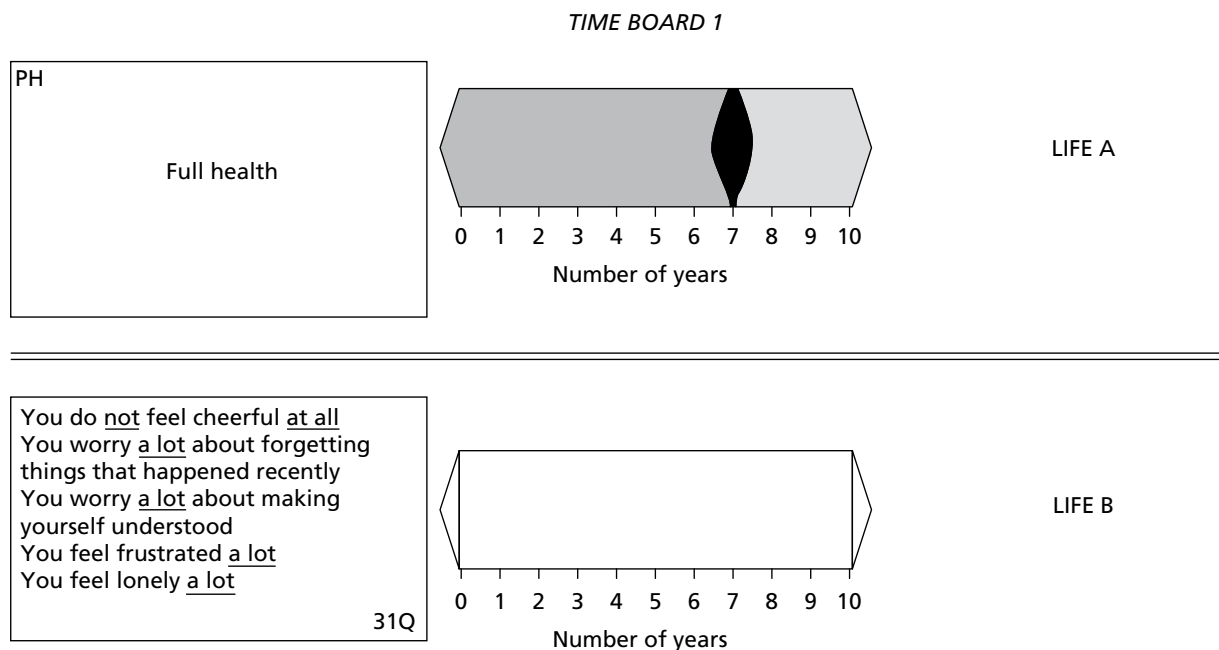 TIME BOARD 1
PH
Full health
LIFE A
0 1 2 3 4 5 6 7 8 9 10
Number of years
You do not feel cheerful at all
You worry a lot about forgetting
things that happened recently
You worry a lot about making
yourself understood
You feel frustrated a lot
You feel lonely a lot
31Q
LIFE B
0 1 2 3 4 5 6 7 8 9 10
Number of years